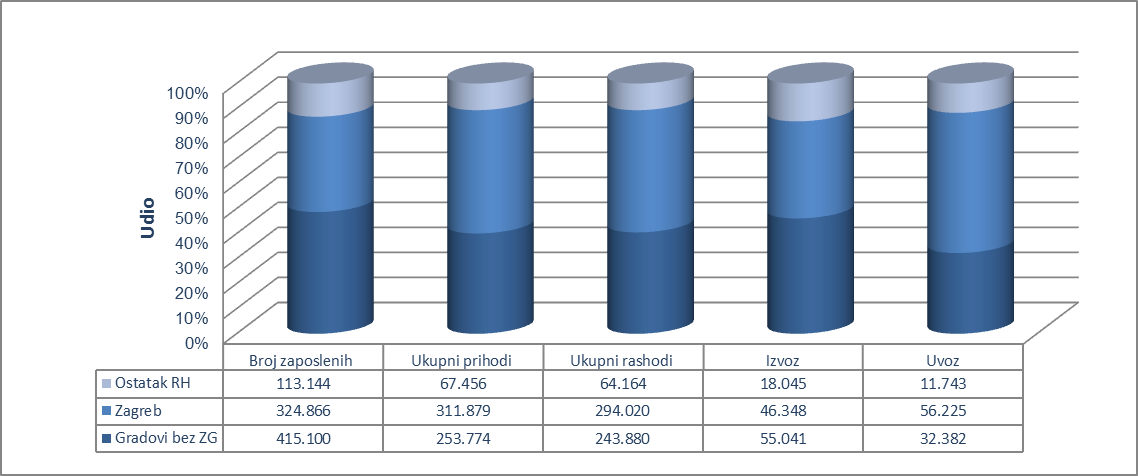 100%
90%
80%
70%
60%
50%
40%
30%
20%
10%
0%
Udio
Broj zaposlenih Ukupni prihodi Ukupni rashodi Izvoz Uvoz
Ostatak RH 113.144 67.456 64.164 18.045 11.743
Zagreb 324.866 311.879 294.020 46.348 56.225
Gradovi bez ZG 415.100 253.774 243.880 55.041 32.382